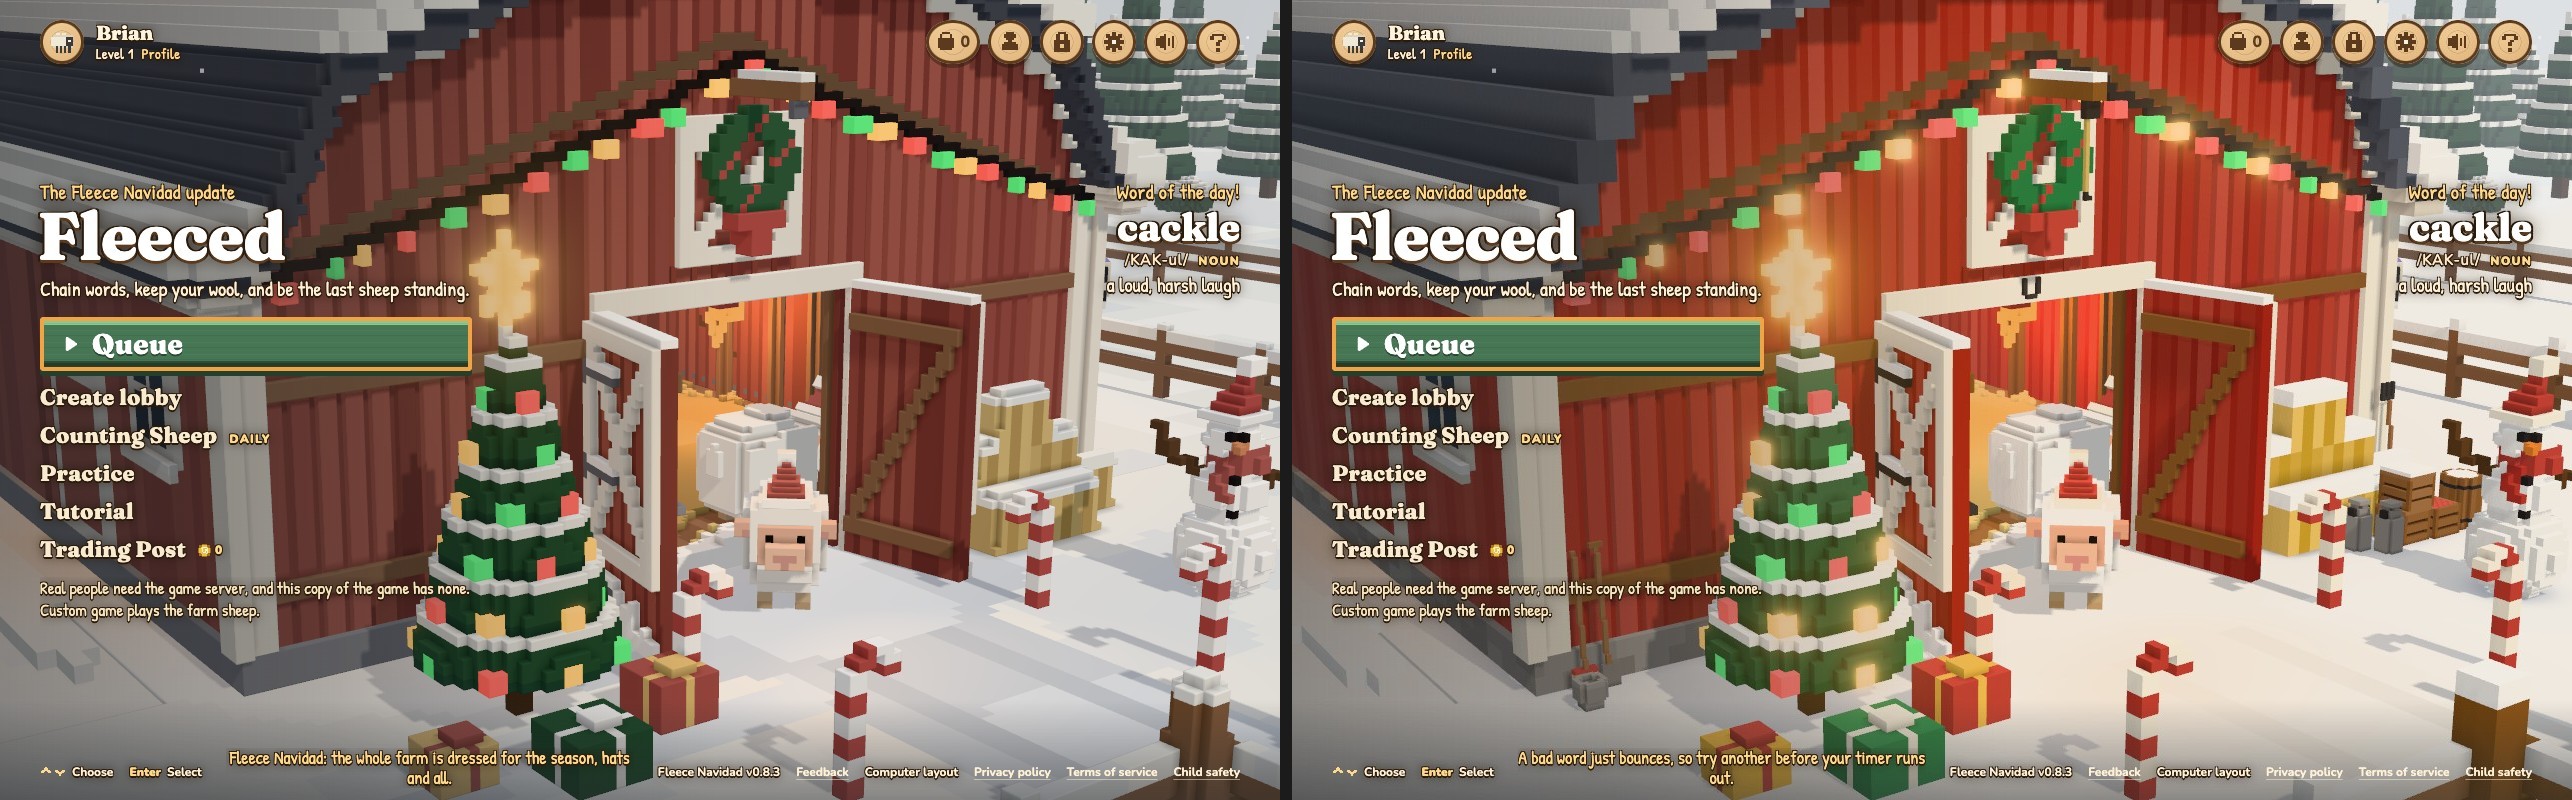 Brian
Level 1 Profile
0
The Fleece Navidad update
Fleeced
Chain words, keep your wool, and be the last sheep standing.
Queue
Create lobby
Counting Sheep DAILY
Practice
Tutorial
Trading Post 0
Real people need the game server, and this copy of the game has none.
Custom game plays the farm sheep.
Word of the day!
cackle
/KAK-ul/ NOUN
a loud, harsh laugh
Choose Enter Select
Fleece Navidad: the whole farm is dressed for the season, hats
and all.
Fleece Navidad v0.8.3 Feedback Computer layout Privacy policy Terms of service Child safety
Brian
Level 1 Profile
0
The Fleece Navidad update
Fleeced
Chain words, keep your wool, and be the last sheep standing.
Queue
Create lobby
Counting Sheep DAILY
Practice
Tutorial
Trading Post 0
Real people need the game server, and this copy of the game has none.
Custom game plays the farm sheep.
Word of the day!
cackle
/KAK-ul/ NOUN
a loud, harsh laugh
Choose Enter Select
A bad word just bounces, so try another before your timer runs
out.
Fleece Navidad v0.8.3 Feedback Computer layout Privacy policy Terms of service Child safety